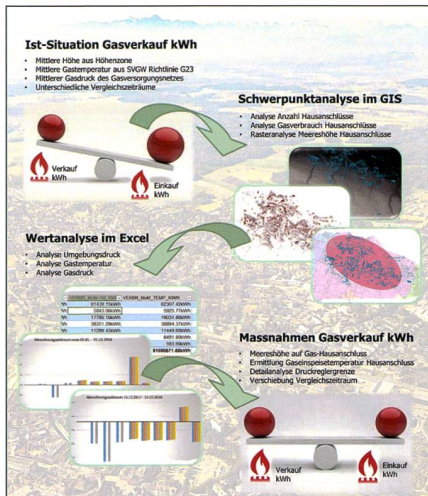 Ist-Situation Gasverkauf kWh
• Mittlere Höhe aus Höhenzone
• Mittlere Gastemperatur aus SVGW Richtlinie G23
• Mittlerer Gasdruck des Gasversorgungsnetzes
• Unterschiedliche Vergleichszeiträume
Verkauf
kWh
Einkauf
kWh
Schwerpunktanalyse im GIS
• Analyse Anzahl Hausanschlüsse
• Analyse Gasverbrauch Hausanschlüsse
• Rasteranalyse Meereshöhe Hausanschlüsse
Wertanalyse im Excel
• Analyse Umgebungsdruck
• Analyse Gastemperatur
• Analyse Gasdruck
Massnahmen Gasverkauf kWh
• Meereshöhe auf Gas-Hausanschluss
• Ermittlung Gaseinspeisetemperatur Hausanschluss
• Detailanalyse Druckreglergrenze
• Verschiebung Vergleichszeitraum
Verkauf
kWh
Einkauf
kWh